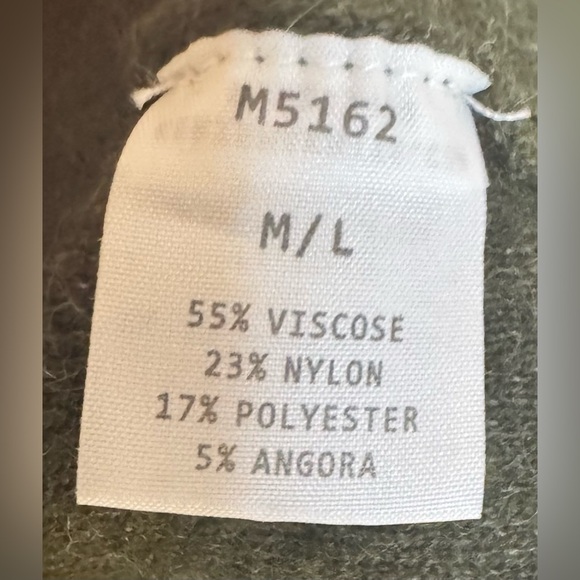 M5162
M/L
55% VISCOSE
23% NYLON
17% POLYESTER
5% ANGORA